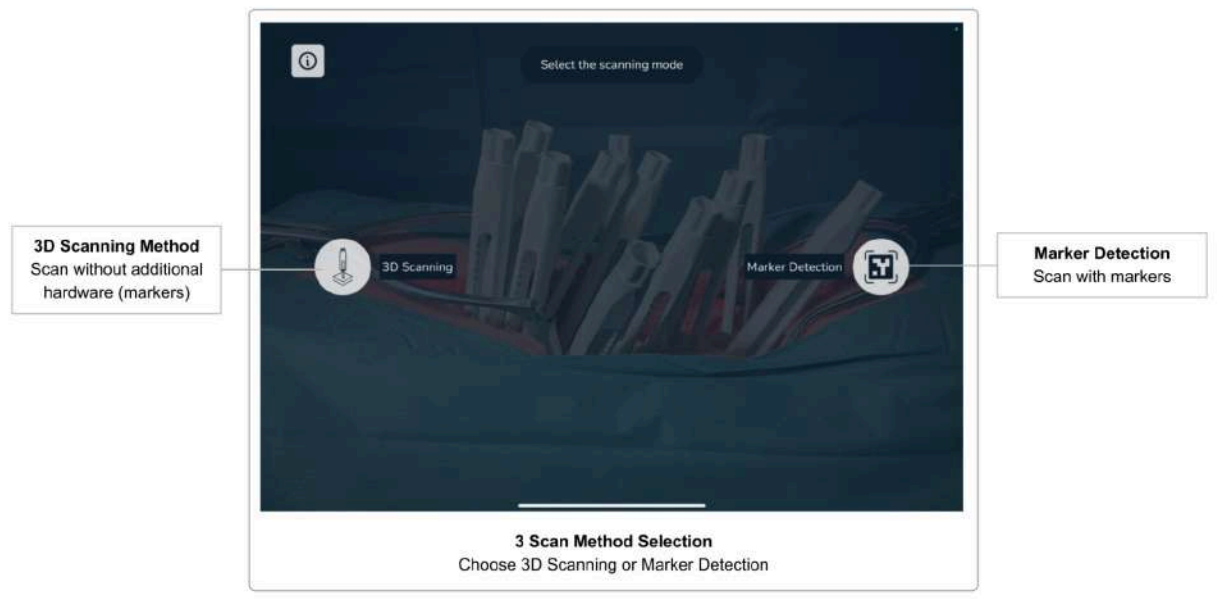 Select the scanning mode
3D Scanning Method
Scan without additional
hardware (markers)
3D Scanning
Marker Detection
Marker Detection
Scan with markers
3 Scan Method Selection
Choose 3D Scanning or Marker Detection